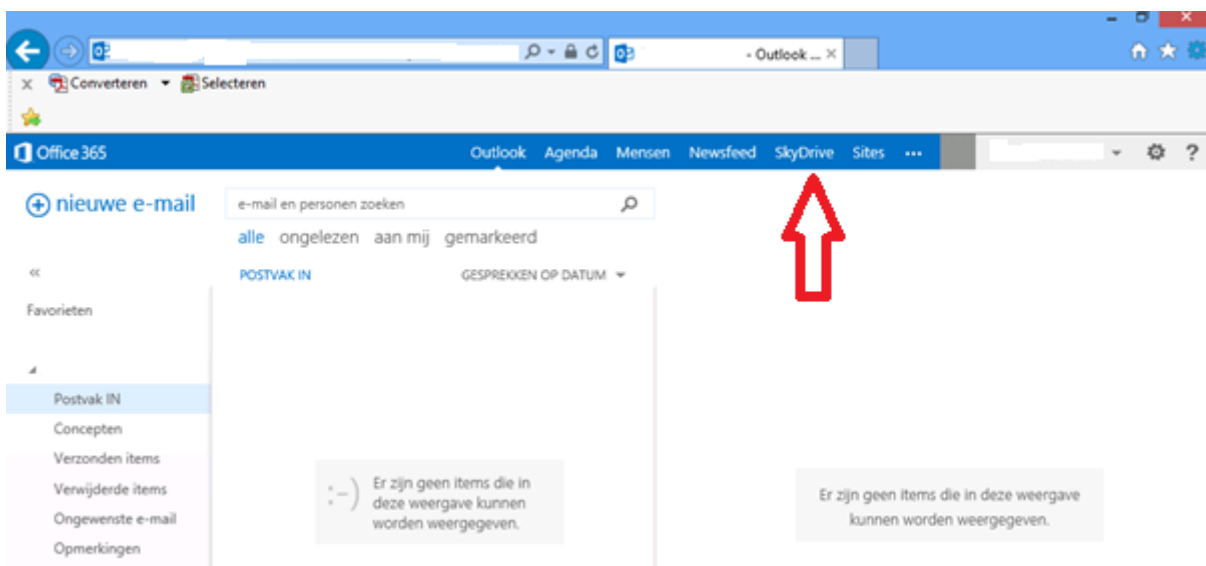 - Outlook ...
x Converteren Selecteren
Office 365 Outlook Agenda Mensen Newsfeed SkyDrive Sites ... ?
nieuwe e-mail
e-mail en personen zoeken
alle ongelezen aan mij gemarkeerd
«
POSTVAK IN GESPREKKEN OP DATUM
Favorieten
Postvak IN
Concepten
Verzonden items
Verwijderde items
Ongewenste e-mail
Opmerkingen
:-)
Er zijn geen items die in
deze weergave kunnen
worden weergegeven.
Er zijn geen items die in deze weergave
kunnen worden weergegeven.